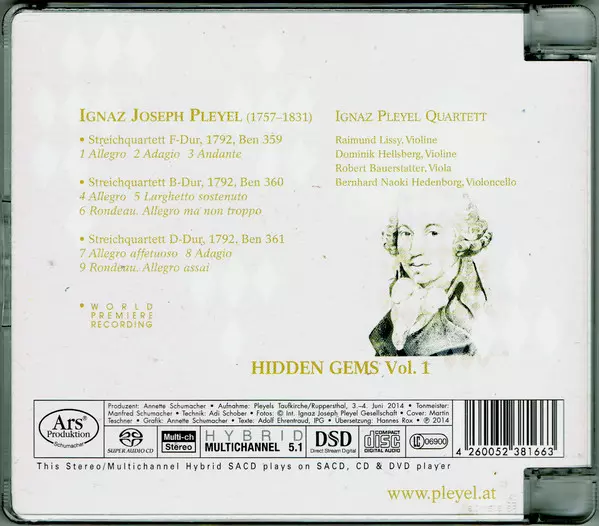 IGNAZ JOSEPH PLEYEL (1757–1831)
• Streichquartett F-Dur, 1792, Ben 359
1 Allegro 2 Adagio 3 Andante
• Streichquartett B-Dur, 1792, Ben 360
4 Allegro 5 Larghetto sostenuto
6 Rondeau. Allegro ma non troppo
• Streichquartett D-Dur, 1792, Ben 361
7 Allegro affetuoso 8 Adagio
9 Rondeau. Allegro assai
• WORLD
PREMIERE
RECORDING
IGNAZ PLEYEL QUARTETT
Raimund Lissy, Violine
Dominik Hellsberg, Violine
Robert Bauerstatter, Viola
Bernhard Naoki Hedenborg, Violoncello
HIDDEN GEMS Vol. 1
Ars
Produktion
Schumacher
Produzent: Annette Schumacher • Aufnahme: Pleyels Taufkirche/Ruppersthal, 3.–4. Juni 2014 • Tonmeister:
Manfred Schumacher • Technik: Adi Schober • Fotos: © Int. Ignaz Joseph Pleyel Gesellschaft • Cover: Martin
Teschner • Grafik: Annette Schumacher • Texte: Adolf Ehrentraud, IPG • Übersetzung: Hannes Rox • ℗ 2014
SUPER AUDIO CD
Multi-ch
Stereo
HYBRID
MULTICHANNEL 5.1
DSD
Direct Stream Digital
COMPACT
disc
DIGITAL AUDIO
LC 06900
4 260052 381663
This Stereo/Multichannel Hybrid SACD plays on SACD, CD & DVD player
www.pleyel.at